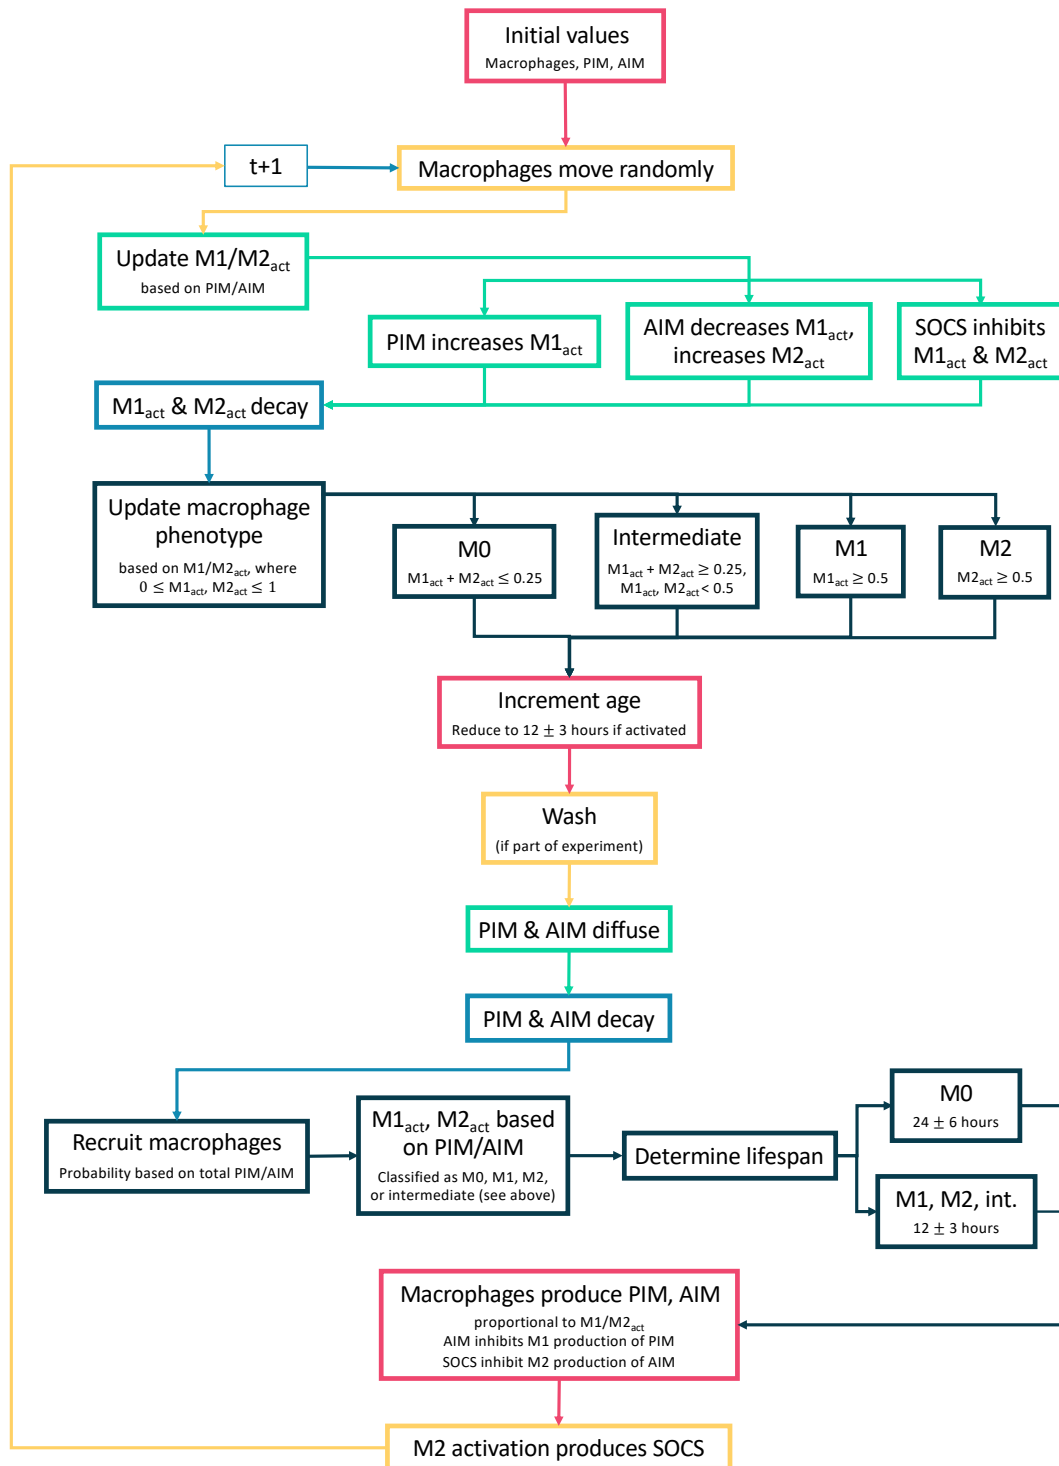 Initial values
Macrophages, PIM, AIM
t+1
Macrophages move randomly
Update M1/M2act
based on PIM/AIM
PIM increases M1act
AIM decreases M1act,
increases M2act
SOCS inhibits
M1act & M2act
M1act & M2act decay
Update macrophage
phenotype
based on M1/M2act, where
0 ≤ M1act, M2act ≤ 1
M0
M1act + M2act ≤ 0.25
Intermediate
M1act + M2act ≥ 0.25,
M1act, M2act < 0.5
M1
M1act ≥ 0.5
M2
M2act ≥ 0.5
Increment age
Reduce to 12 ± 3 hours if activated
Wash
(if part of experiment)
PIM & AIM diffuse
PIM & AIM decay
Recruit macrophages
Probability based on total PIM/AIM
M1act, M2act based
on PIM/AIM
Classified as M0, M1, M2,
or intermediate (see above)
Determine lifespan
M0
24 ± 6 hours
M1, M2, int.
12 ± 3 hours
Macrophages produce PIM, AIM
proportional to M1/M2act
AIM inhibits M1 production of PIM
SOCS inhibit M2 production of AIM
M2 activation produces SOCS